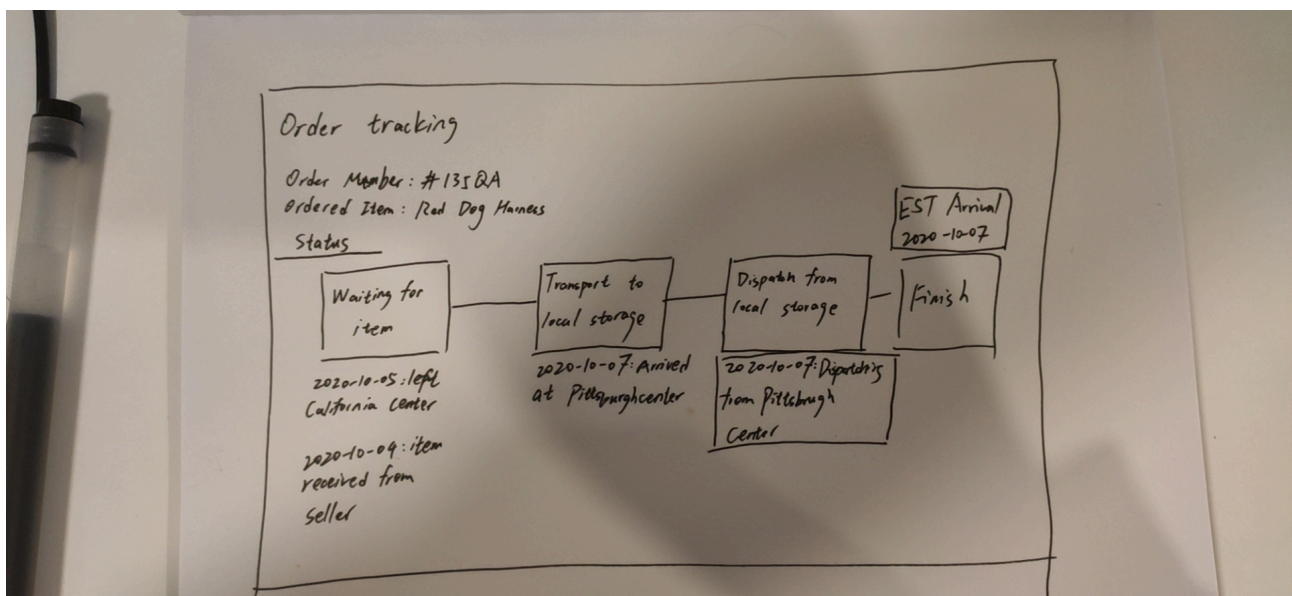 Order tracking
Order Member: #135QA
Ordered Item: Red Dog Harness
Status
EST Arrival
2020-10-07
Waiting for
item
Transport to
local storage
Dispatch from
local storage
Finish
2020-10-05: left
California Center
2020-10-04: item
received from
seller
2020-10-07: Arrived
at Pittspurghcenter
2020-10-07: Dispatching
from Pittsbrugh
Center